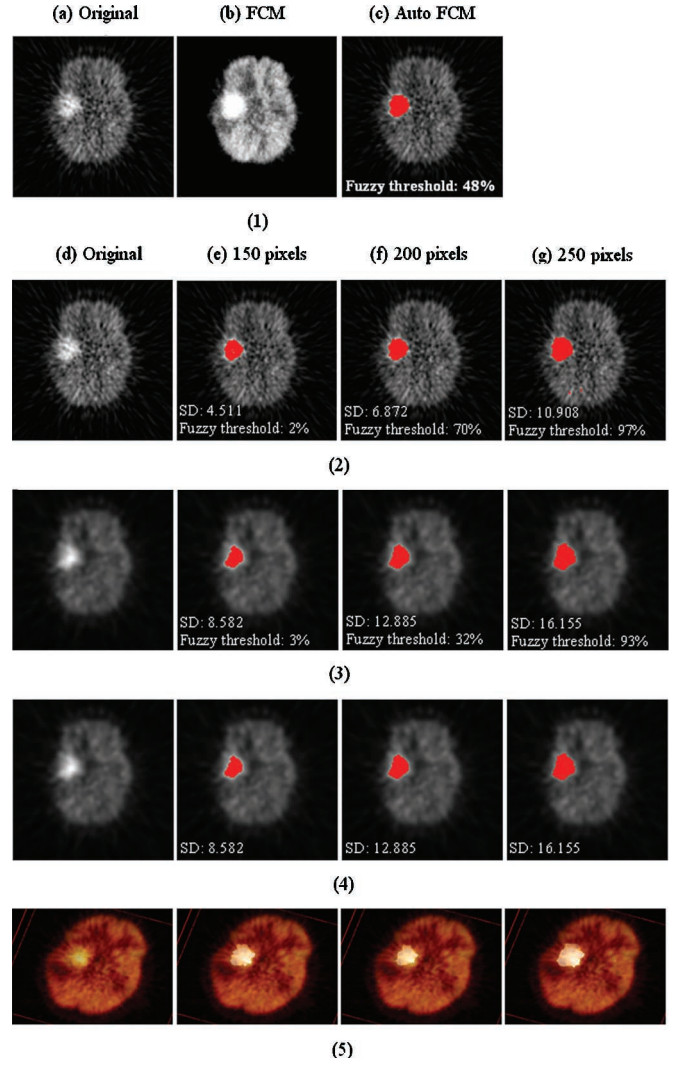 (a) Original (b) FCM (c) Auto FCM
Fuzzy threshold: 48%
(1)
(d) Original (e) 150 pixels (f) 200 pixels (g) 250 pixels
SD: 4.511 SD: 6.872 SD: 10.908
Fuzzy threshold: 2% Fuzzy threshold: 70% Fuzzy threshold: 97%
(2)
SD: 8.582 SD: 12.885 SD: 16.155
Fuzzy threshold: 3% Fuzzy threshold: 32% Fuzzy threshold: 93%
(3)
SD: 8.582 SD: 12.885 SD: 16.155
(4)
(5)